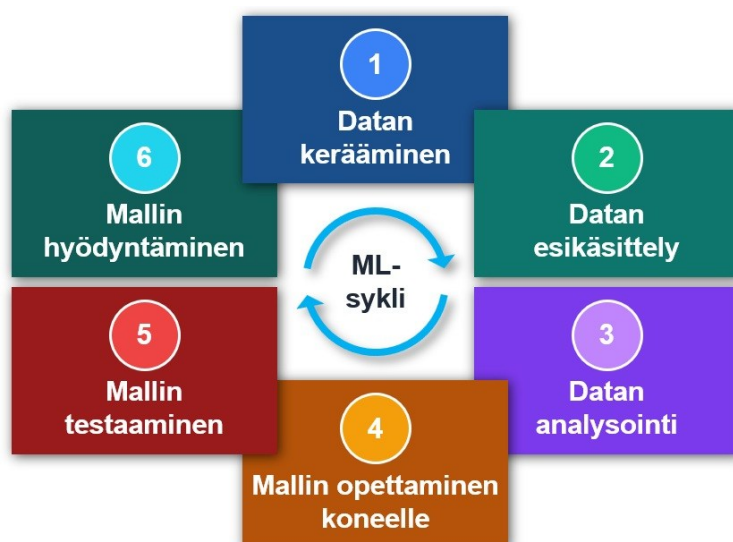 1
Datan
kerääminen
2
Datan
esikäsittely
3
Datan
analysointi
4
Mallin opettaminen
koneelle
5
Mallin
testaaminen
6
Mallin
hyödyntäminen
ML-
sykli